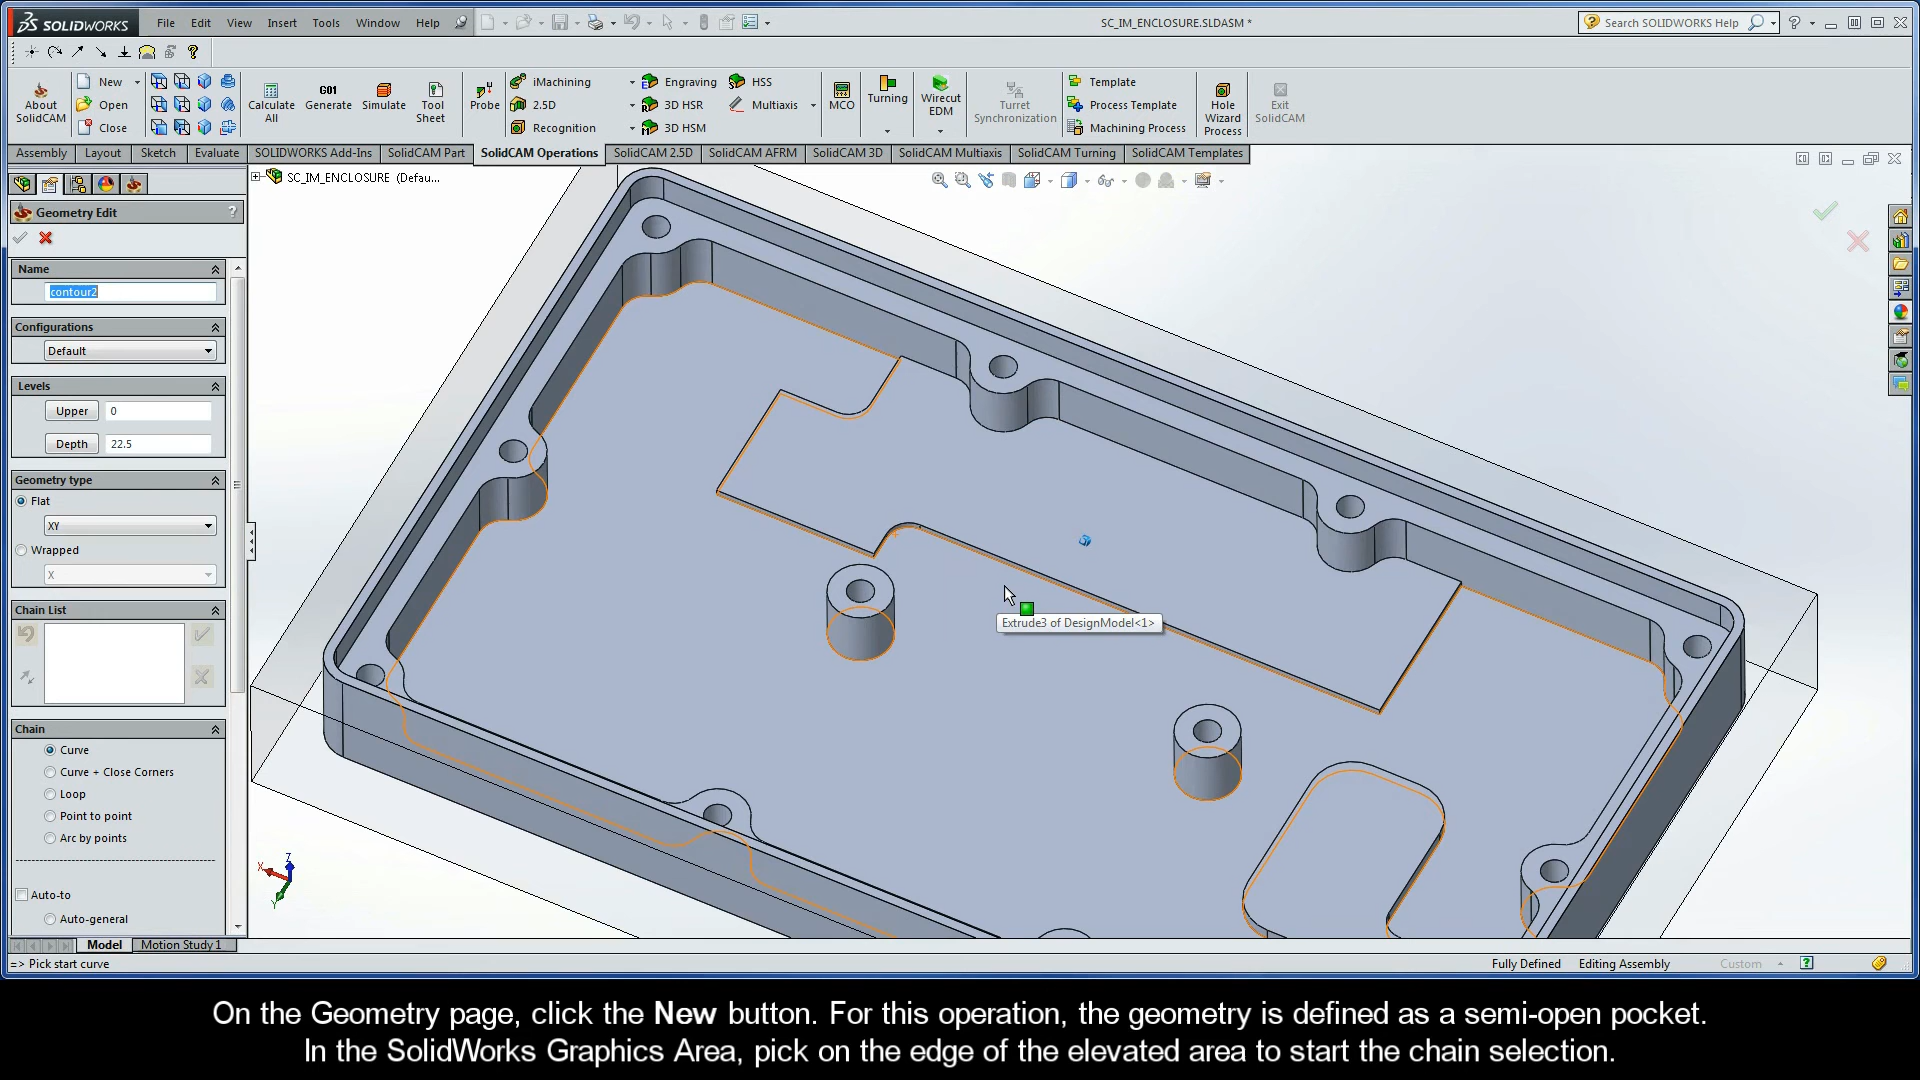 SOLIDWORKS
File Edit View Insert Tools Window Help
SC_IM_ENCLOSURE.SLDASM *
Search SOLIDWORKS Help
About SolidCAM
New
Open
Close
Calculate All
G01
Generate
Simulate
Tool Sheet
Probe
iMachining
2.5D
Recognition
Engraving
3D HSR
3D HSM
HSS
Multiaxis
MCO
Turning
Wirecut EDM
Turret Synchronization
Template
Process Template
Machining Process
Hole Wizard Process
Exit SolidCAM
Assembly Layout Sketch Evaluate SOLIDWORKS Add-Ins SolidCAM Part SolidCAM Operations SolidCAM 2.5D SolidCAM AFRM SolidCAM 3D SolidCAM Multiaxis SolidCAM Turning SolidCAM Templates
SC_IM_ENCLOSURE (Defau...
Geometry Edit ?
Name
contour2
Configurations
Default
Levels
Upper 0
Depth 22.5
Geometry type
Flat
XY
Wrapped
X
Chain List
Chain
Curve
Curve + Close Corners
Loop
Point to point
Arc by points
Auto-to
Auto-general
Extrude3 of DesignModel<1>
X Z Y
Model Motion Study 1
=> Pick start curve
Fully Defined Editing Assembly Custom
On the Geometry page, click the New button. For this operation, the geometry is defined as a semi-open pocket.
In the SolidWorks Graphics Area, pick on the edge of the elevated area to start the chain selection.